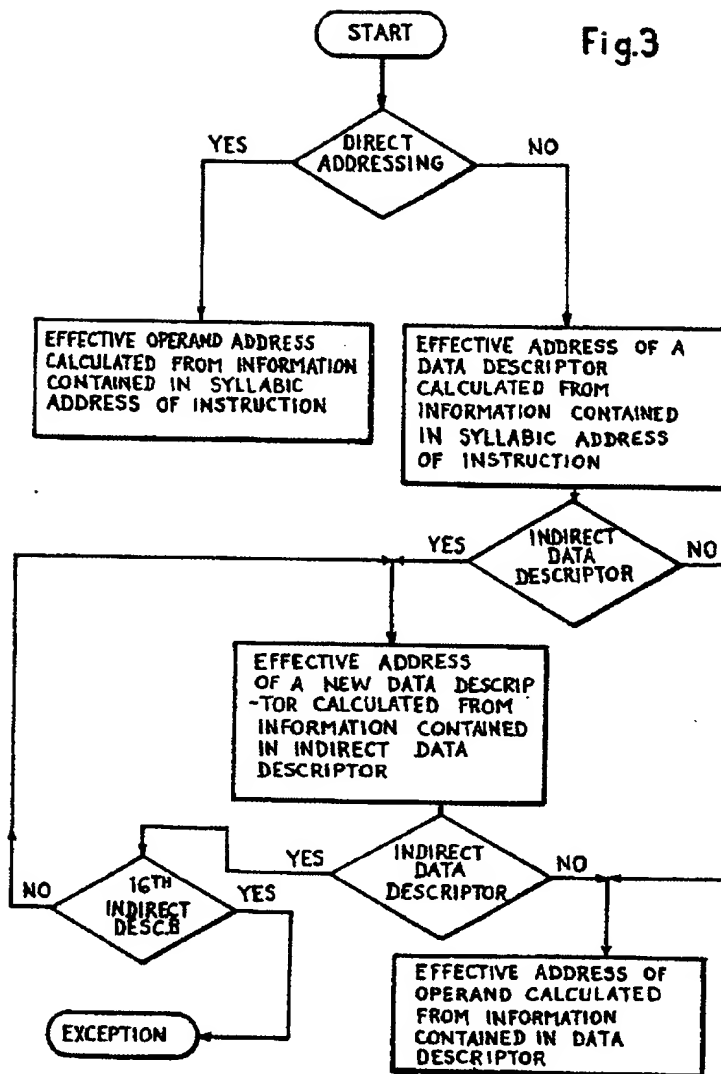 START
Fig.3
YES
DIRECT
ADDRESSING
NO
EFFECTIVE OPERAND ADDRESS
CALCULATED FROM INFORMATION
CONTAINED IN SYLLABIC
ADDRESS OF INSTRUCTION
EFFECTIVE ADDRESS OF A
DATA DESCRIPTOR
CALCULATED FROM
INFORMATION CONTAINED
IN SYLLABIC ADDRESS
OF INSTRUCTION
YES
INDIRECT
DATA
DESCRIPTOR
NO
EFFECTIVE ADDRESS
OF A NEW DATA DESCRIP
-TOR CALCULATED FROM
INFORMATION CONTAINED
IN INDIRECT DATA
DESCRIPTOR
NO
16TH
INDIRECT
DESC.B
YES
YES
INDIRECT
DATA
DESCRIPTOR
NO
EXCEPTION
EFFECTIVE ADDRESS OF
OPERAND CALCULATED
FROM INFORMATION
CONTAINED IN DATA
DESCRIPTOR